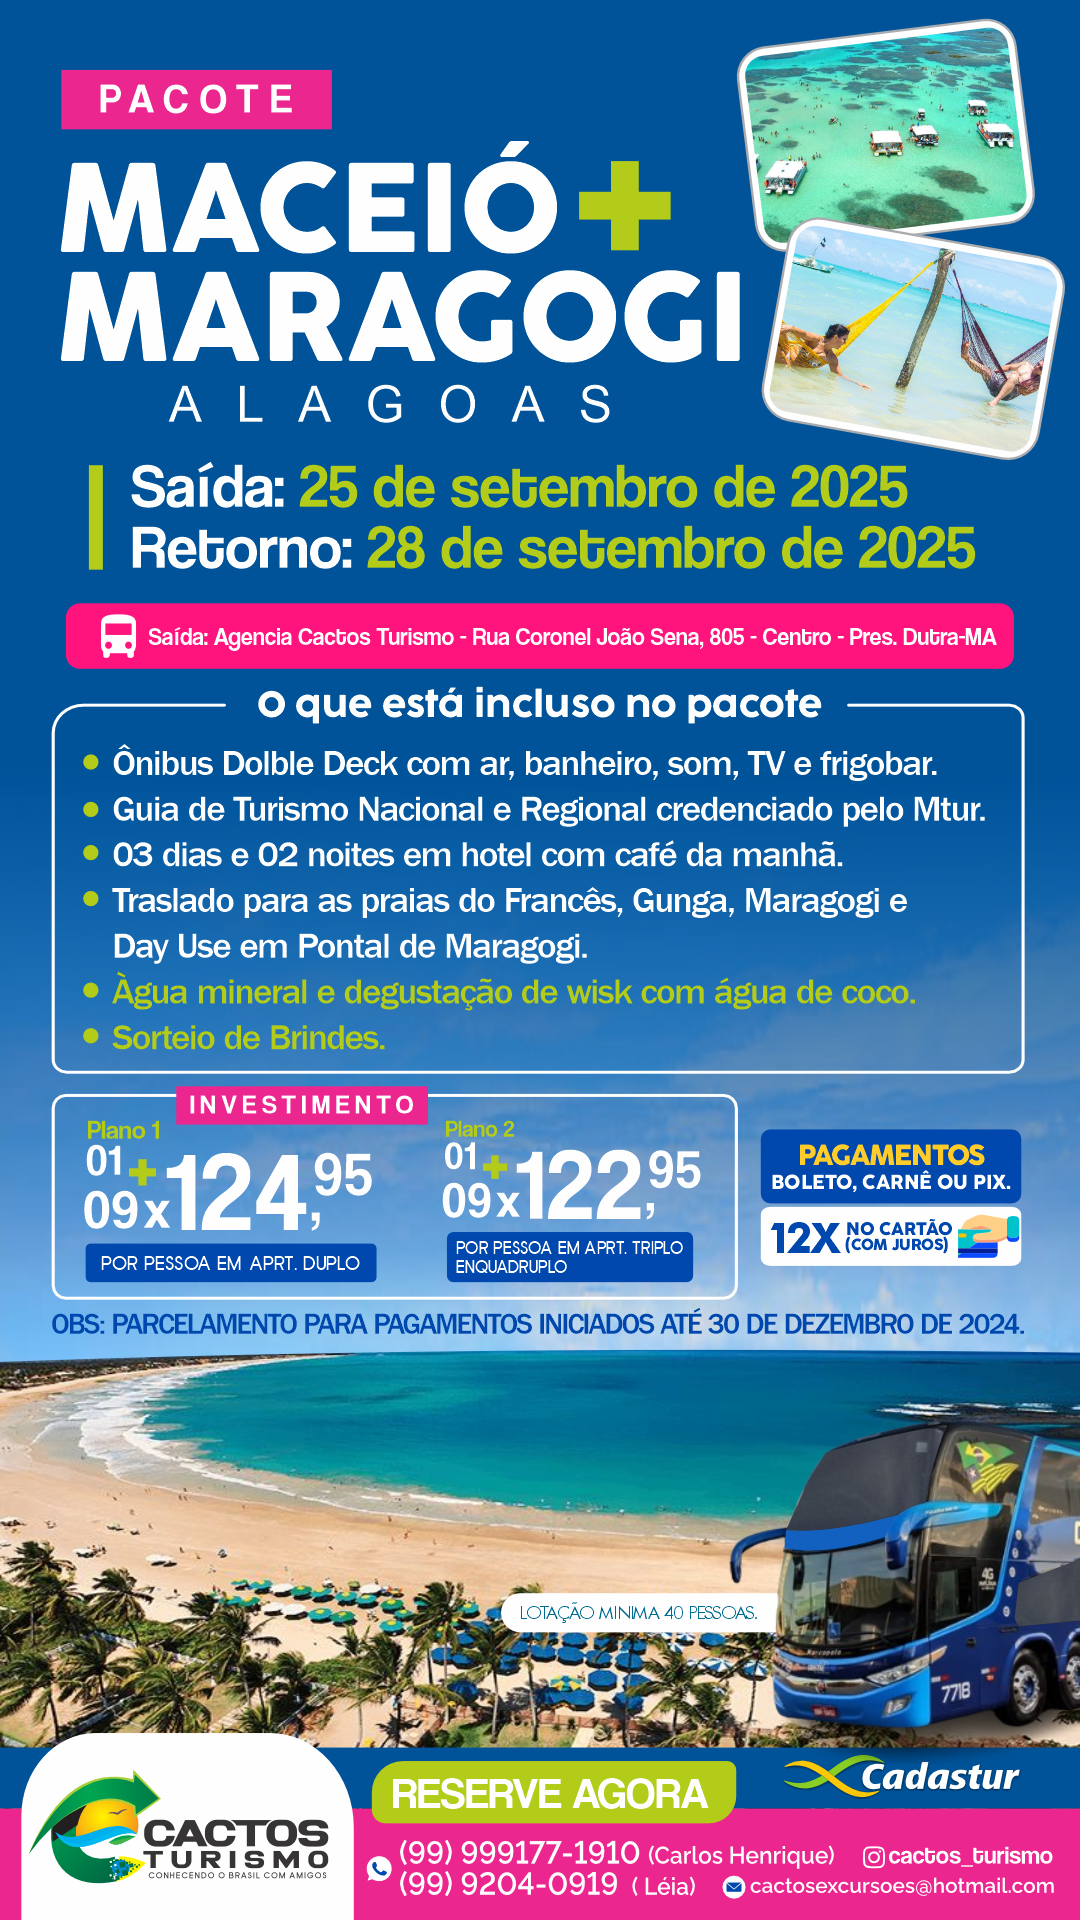 PACOTE
MACEIÓ+
MARAGOGI
ALAGOAS
Saída: 25 de setembro de 2025
Retorno: 28 de setembro de 2025
Saída: Agencia Cactos Turismo - Rua Coronel João Sena, 805 - Centro - Pres. Dutra-MA
O que está incluso no pacote
Ônibus Dolble Deck com ar, banheiro, som, TV e frigobar.
Guia de Turismo Nacional e Regional credenciado pelo Mtur.
03 dias e 02 noites em hotel com café da manhã.
Traslado para as praias do Francês, Gunga, Maragogi e
Day Use em Pontal de Maragogi.
Àgua mineral e degustação de wisk com água de coco.
Sorteio de Brindes.
INVESTIMENTO
Plano 1
01+
09x124,95
POR PESSOA EM APRT. DUPLO
Plano 2
01+
09x122,95
POR PESSOA EM APRT. TRIPLO
ENQUADRUPLO
PAGAMENTOS
BOLETO, CARNÊ OU PIX.
12X NO CARTÃO
(COM JUROS)
OBS: PARCELAMENTO PARA PAGAMENTOS INICIADOS ATÉ 30 DE DEZEMBRO DE 2024.
LOTAÇÃO MINIMA 40 PESSOAS.
4G
7718
CACTOS
TURISMO
CONHECENDO O BRASIL COM AMIGOS
RESERVE AGORA
Cadastur
(99) 999177-1910 (Carlos Henrique)
cactos_turismo
(99) 9204-0919 ( Léia)
cactosexcursoes@hotmail.com